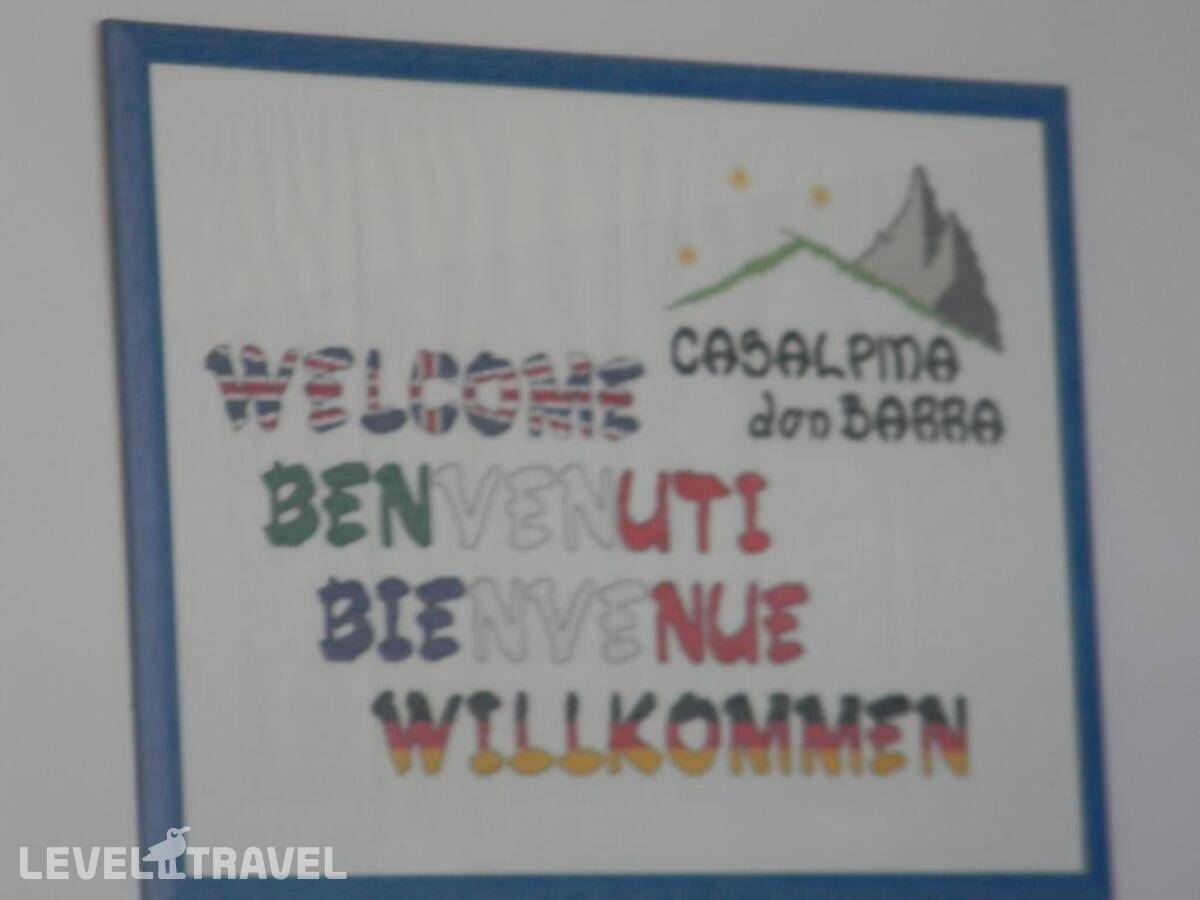 CASALPINA
don BARRA
WELCOME
BENVENUTI
BIENVENUE
WILLKOMMEN
LEVEL TRAVEL